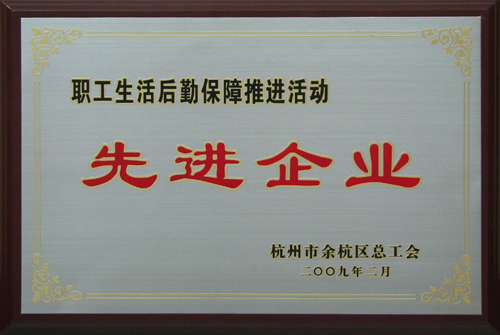 职工生活后勤保障推进活动
先进企业
杭州市余杭区总工会
二〇〇九年二月